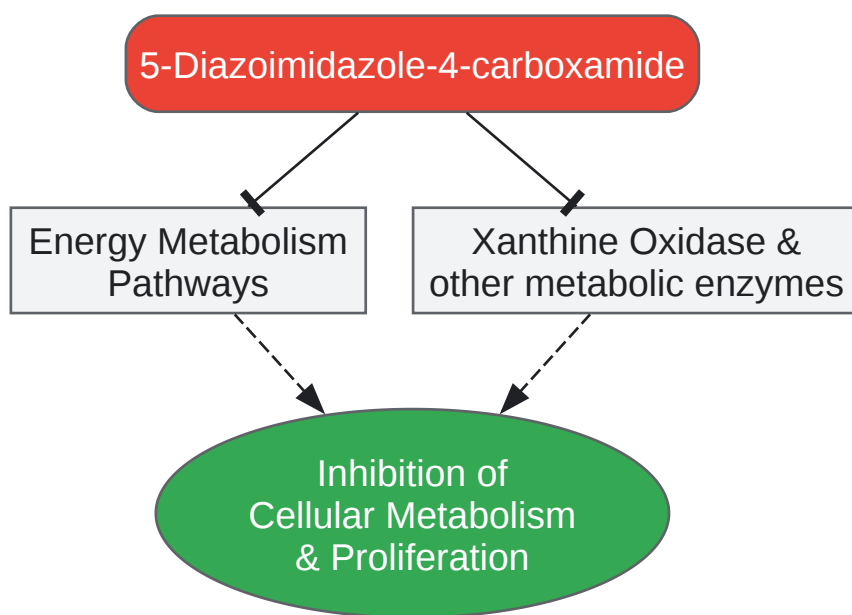 5-Diazoimidazole-4-carboxamide
Energy Metabolism
Pathways
Xanthine Oxidase &
other metabolic enzymes
Inhibition of
Cellular Metabolism
& Proliferation